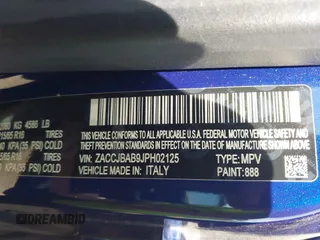 KG 4586 LB
TIRES
KPA (35 PSI) COLD
TIRES
KPA (35 PSI) COLD
THIS VEHICLE CONFORMS TO ALL APPLICABLE U.S.A. FEDERAL MOTOR
VEHICLE SAFETY, BUMPER AND THEFT PREVENTION STANDARDS IN
EFFECT ON THE DATE OF MANUFACTURE SHOWN ABOVE.
VIN: ZACCJBAB9JPH02125 TYPE: MPV
VEHICLE MADE IN: ITALY PAINT: 888
DREAMBID